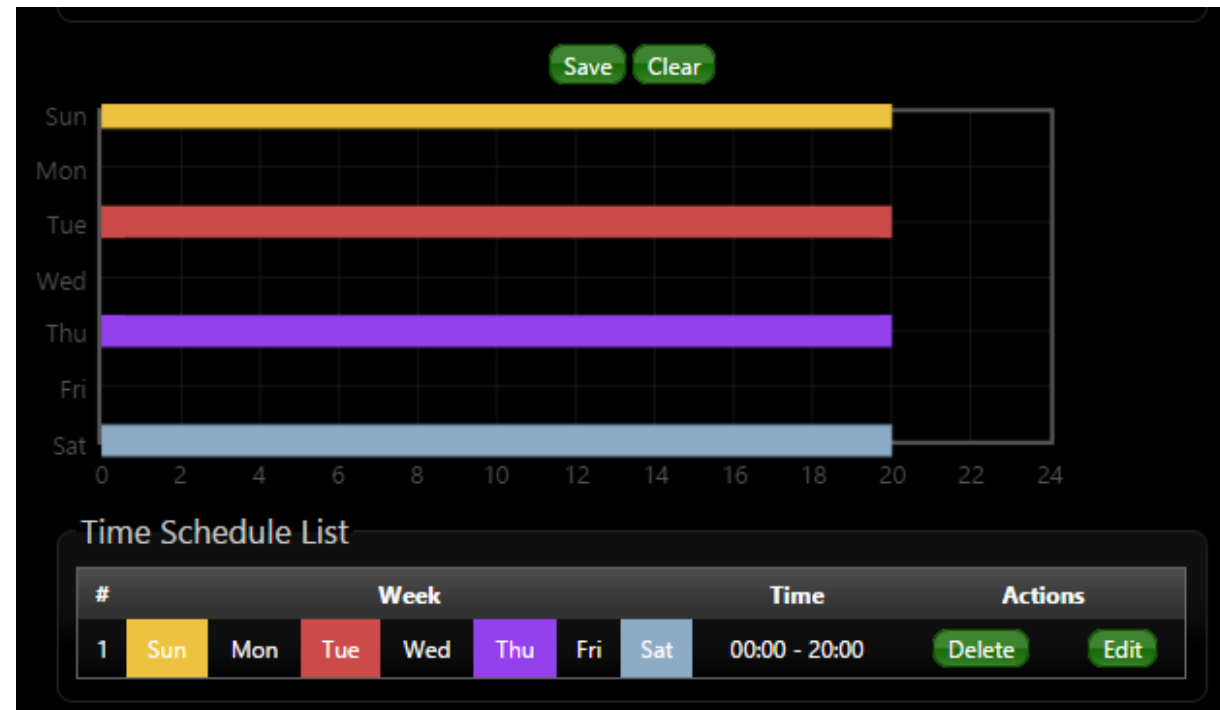 Save Clear
Sun
Mon
Tue
Wed
Thu
Fri
Sat
0 2 4 6 8 10 12 14 16 18 20 22 24
Time Schedule List
# Week Time Actions
1 Sun Mon Tue Wed Thu Fri Sat 00:00 - 20:00 Delete Edit